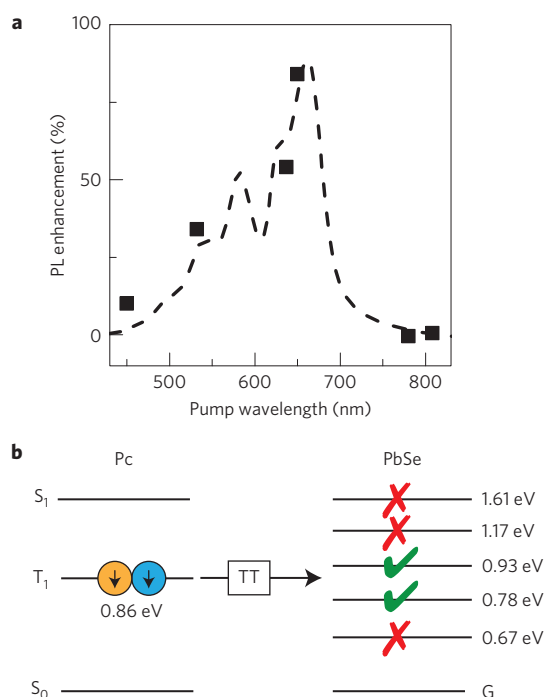 a
100
50
0
PL enhancement (%)
500 600 700 800
Pump wavelength (nm)
b
Pc PbSe
S₁ 1.61 eV
1.17 eV
T₁ TT 0.93 eV
0.86 eV 0.78 eV
0.67 eV
S₀ G